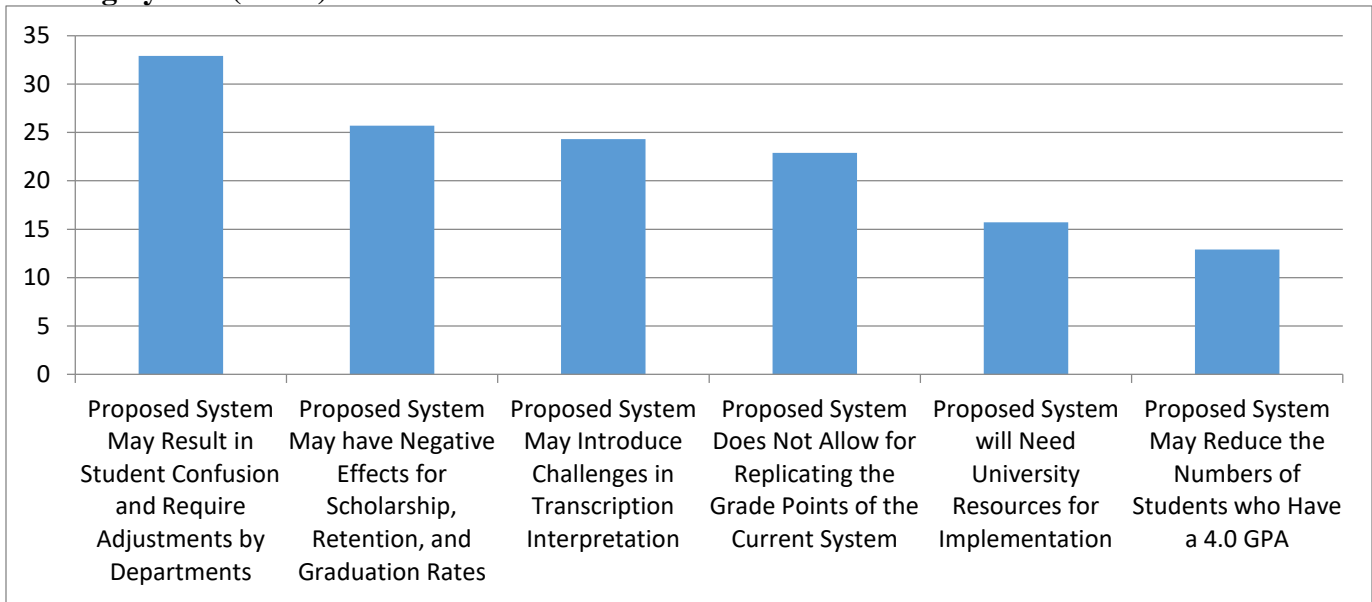 35
30
25
20
15
10
5
0
Proposed System
May Result in
Student Confusion
and Require
Adjustments by
Departments
Proposed System
May have Negative
Effects for
Scholarship,
Retention, and
Graduation Rates
Proposed System
May Introduce
Challenges in
Transcription
Interpretation
Proposed System
Does Not Allow for
Replicating the
Grade Points of the
Current System
Proposed System
will Need
University
Resources for
Implementation
Proposed System
May Reduce the
Numbers of
Students who Have
a 4.0 GPA